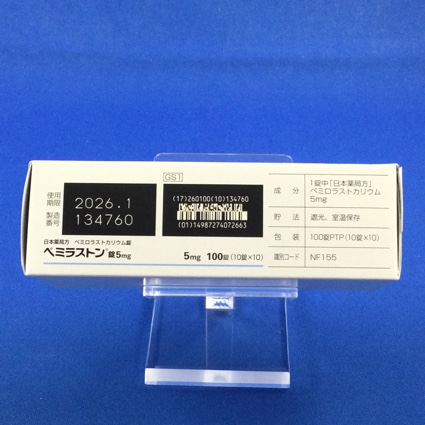 使用
期限
2026.1
製造
番号
134760
GS1
(17)260100(10)134760
(01)14987274072663
日本薬局方 ペミロラストカリウム錠
ペミラストン®錠5mg
5mg 100錠(10錠×10)
成分
1錠中「日本薬局方」
ペミロラストカリウム
5mg
貯法
遮光、室温保存
包装
100錠PTP(10錠×10)
識別コード
NF155